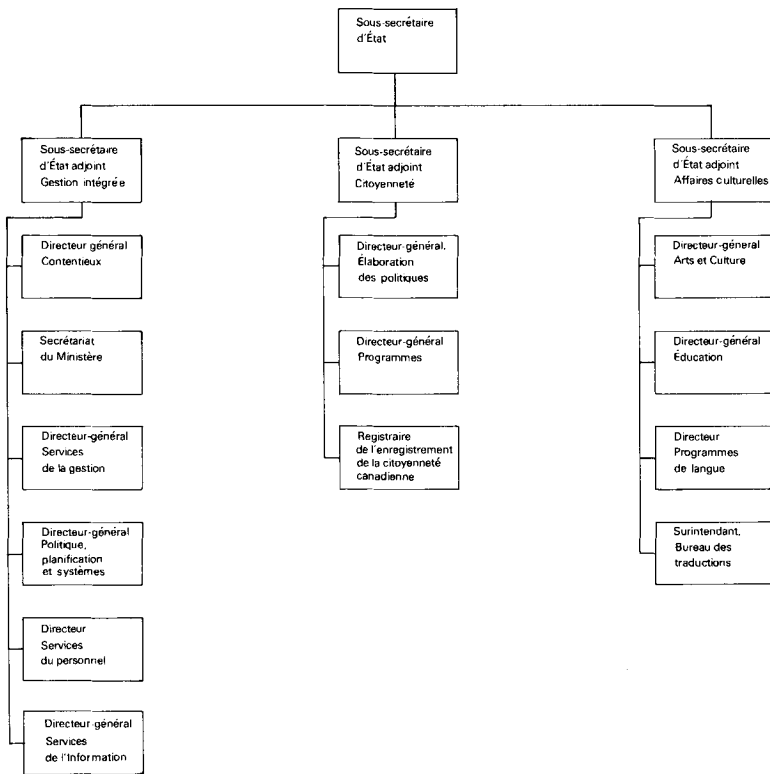 Sous-secrétaire
d'État
Sous-secrétaire
d'État adjoint
Gestion intégrée
Sous-secrétaire
d'État adjoint
Citoyenneté
Sous-secrétaire
d'État adjoint
Affaires culturelles
Directeur général
Contentieux
Secrétariat
du Ministère
Directeur-général
Services
de la gestion
Directeur-général
Politique,
planification
et systèmes
Directeur
Services
du personnel
Directeur-général
Services
de l'Information
Directeur-général,
Élaboration
des politiques
Directeur-général
Programmes
Registraire
de l'enregistrement
de la citoyenneté
canadienne
Directeur-géneral
Arts et Culture
Directeur-général
Éducation
Directeur
Programmes
de langue
Surintendant,
Bureau des
traductions